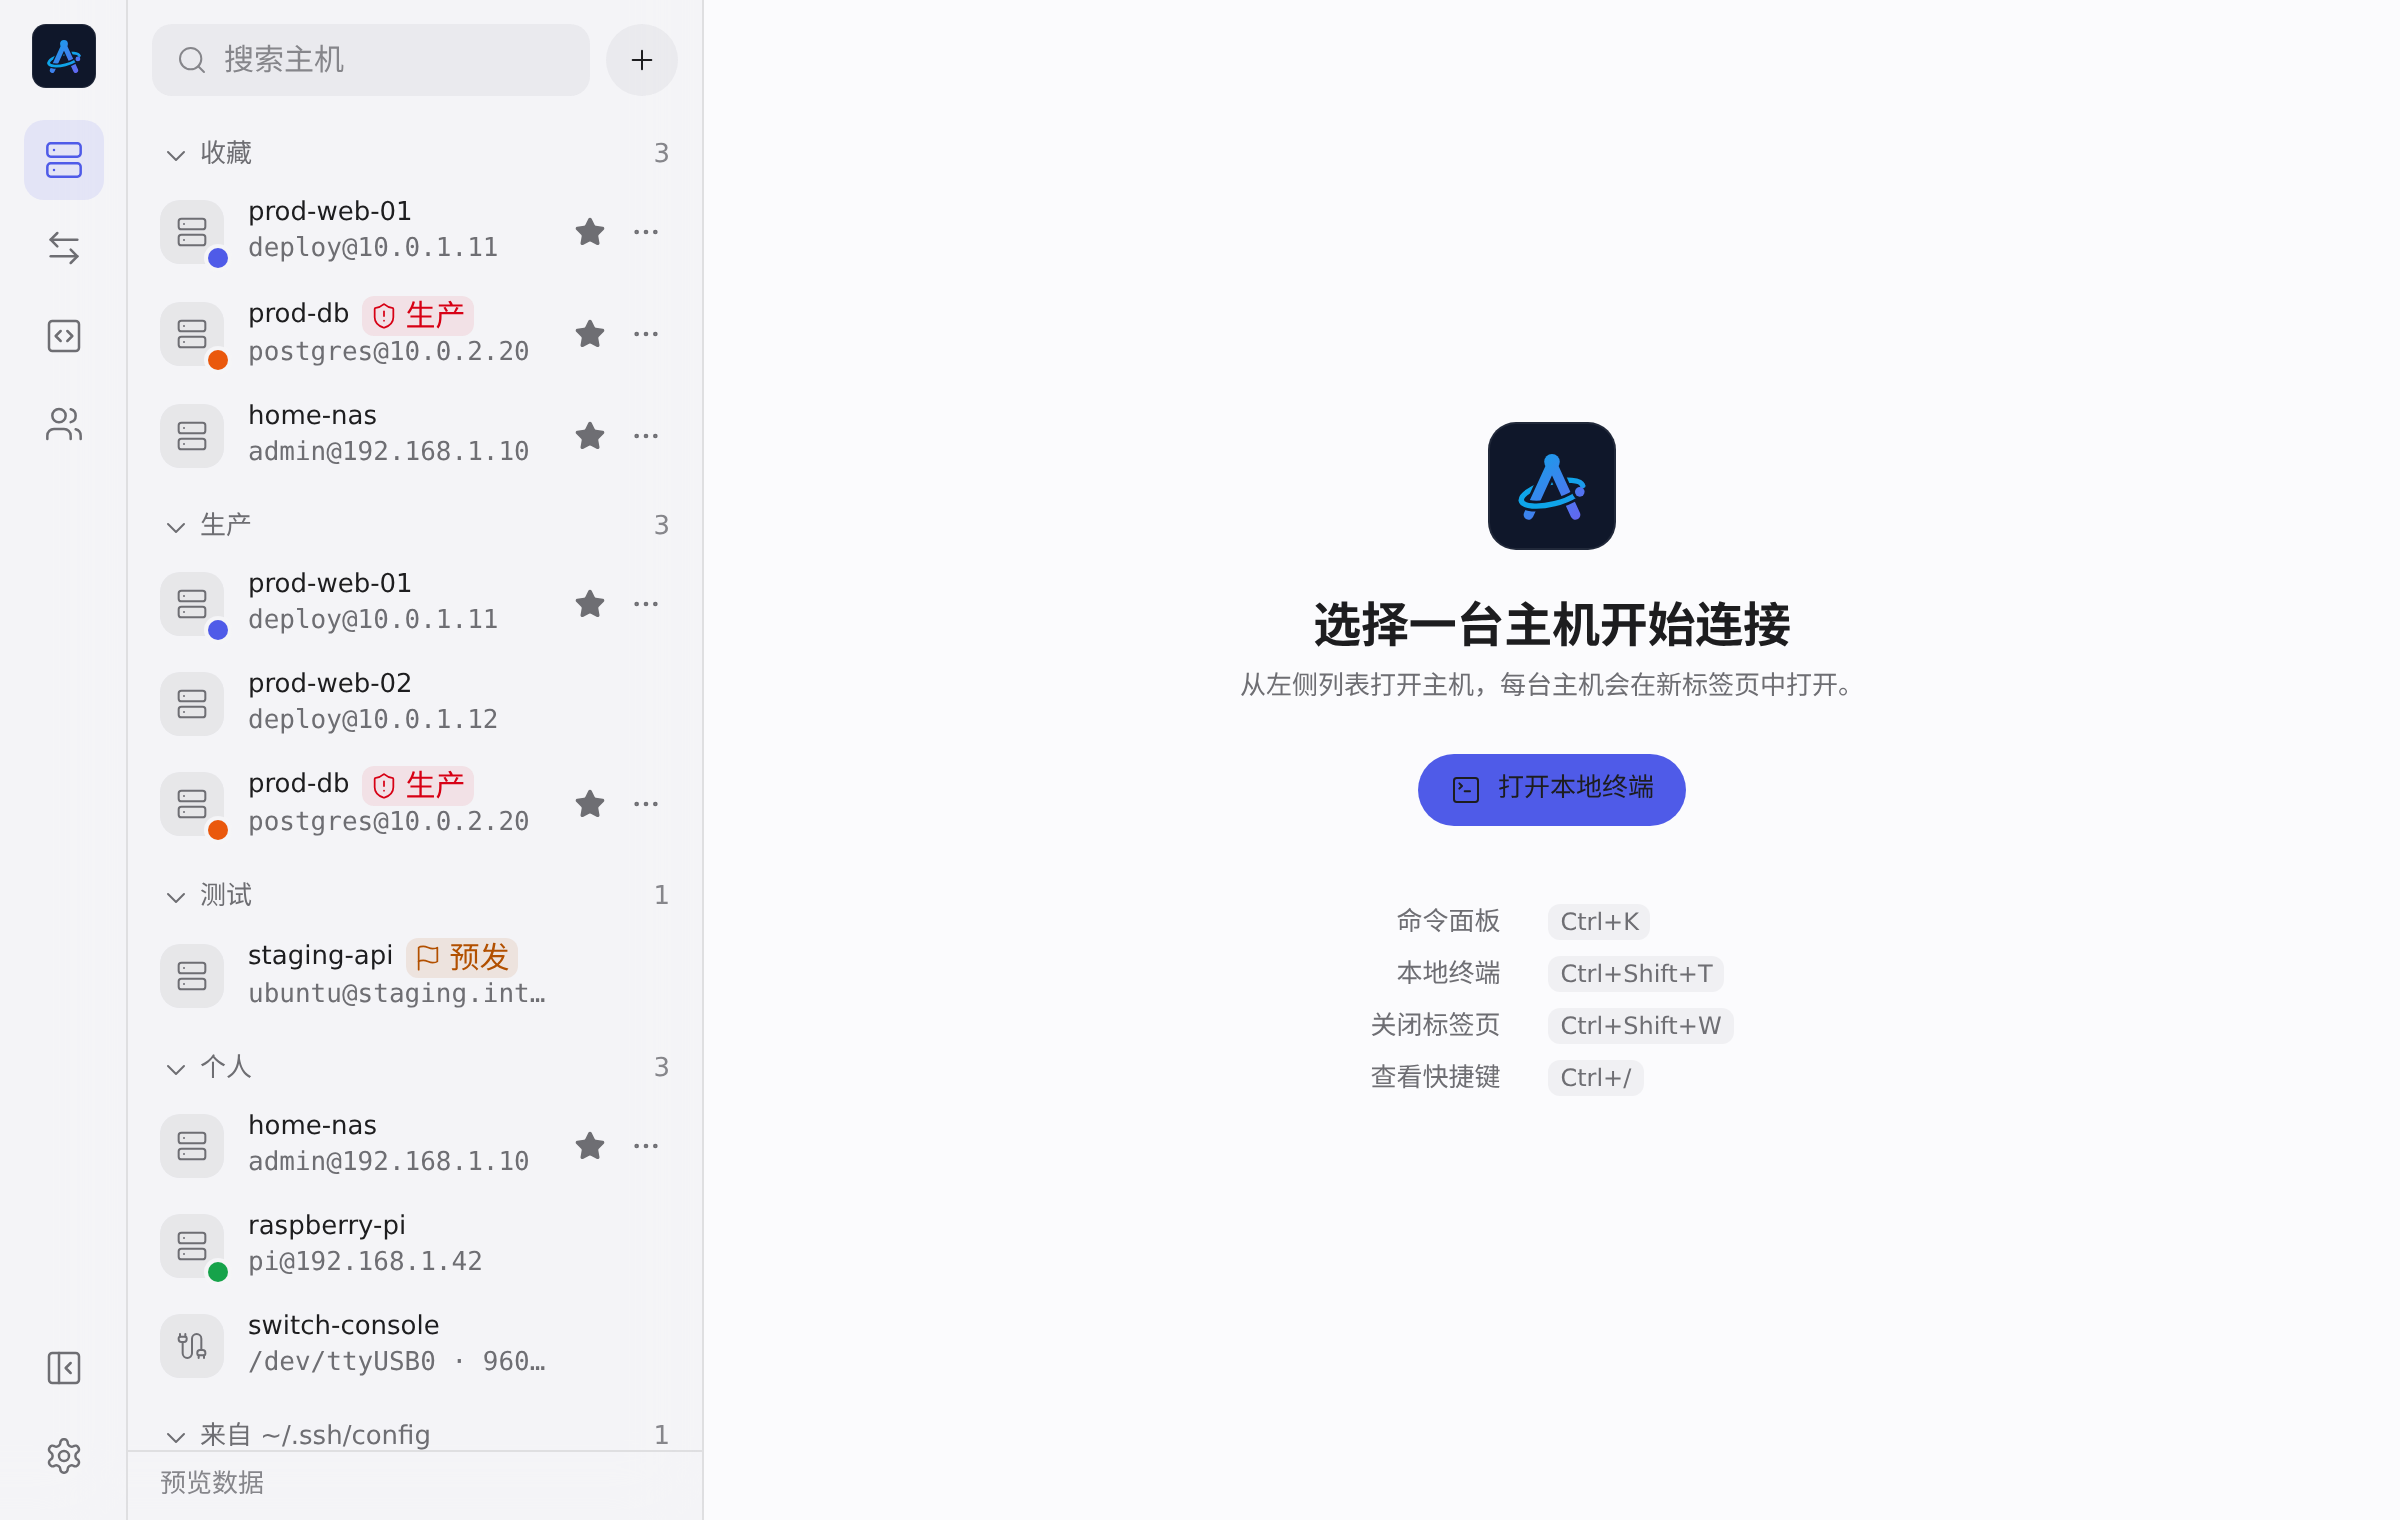 搜索主机
收藏 3
prod-web-01
deploy@10.0.1.11
prod-db 生产
postgres@10.0.2.20
home-nas
admin@192.168.1.10
生产 3
prod-web-01
deploy@10.0.1.11
prod-web-02
deploy@10.0.1.12
prod-db 生产
postgres@10.0.2.20
测试 1
staging-api 预发
ubuntu@staging.int…
个人 3
home-nas
admin@192.168.1.10
raspberry-pi
pi@192.168.1.42
switch-console
/dev/ttyUSB0 · 960…
来自 ~/.ssh/config 1
预览数据
选择一台主机开始连接
从左侧列表打开主机，每台主机会在新标签页中打开。
打开本地终端
命令面板 Ctrl+K
本地终端 Ctrl+Shift+T
关闭标签页 Ctrl+Shift+W
查看快捷键 Ctrl+/